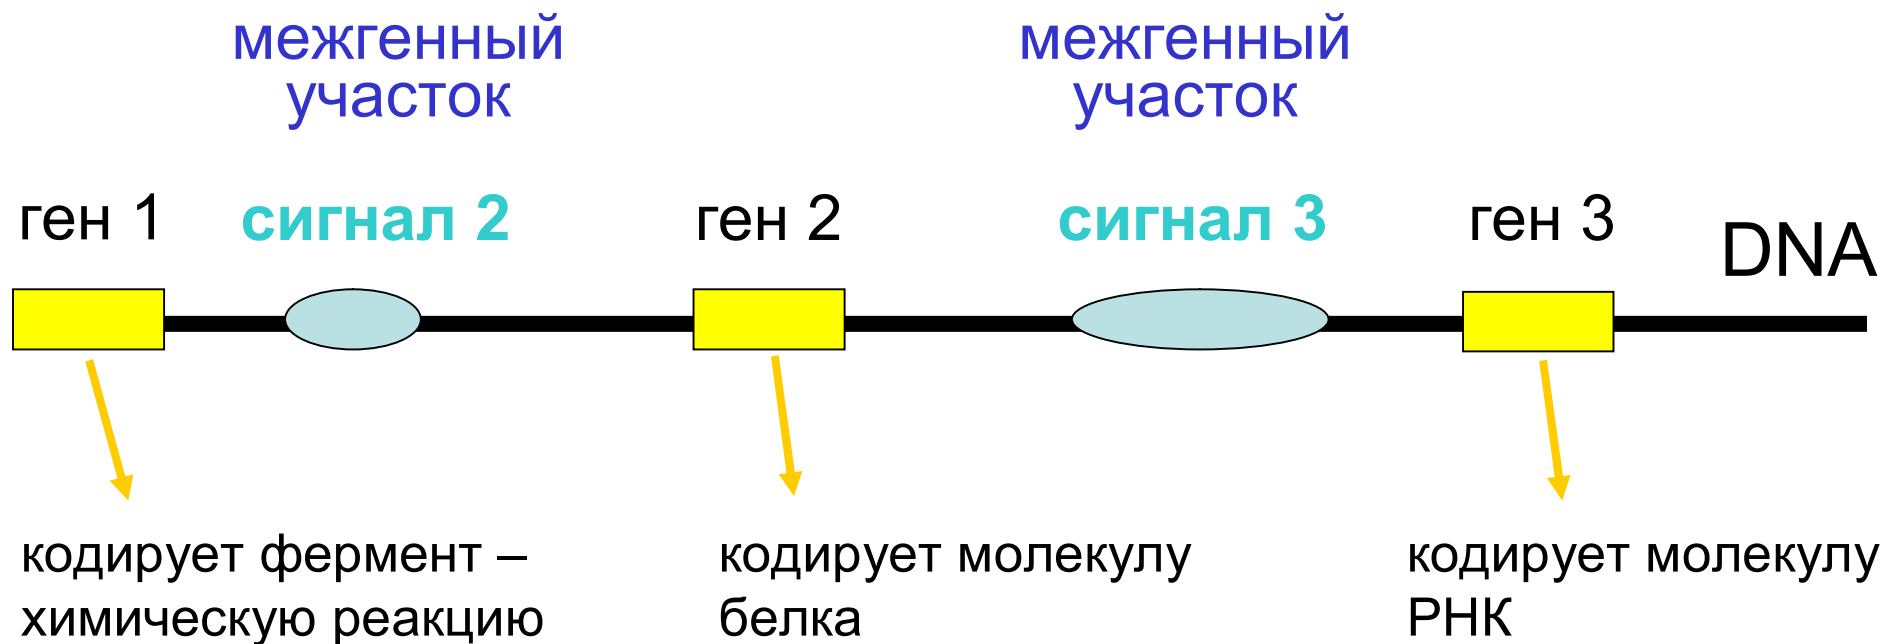 межгенный
участок
межгенный
участок
ген 1
сигнал 2
ген 2
сигнал 3
ген 3
DNA
кодирует фермент –
химическую реакцию
кодирует молекулу
белка
кодирует молекулу
РНК